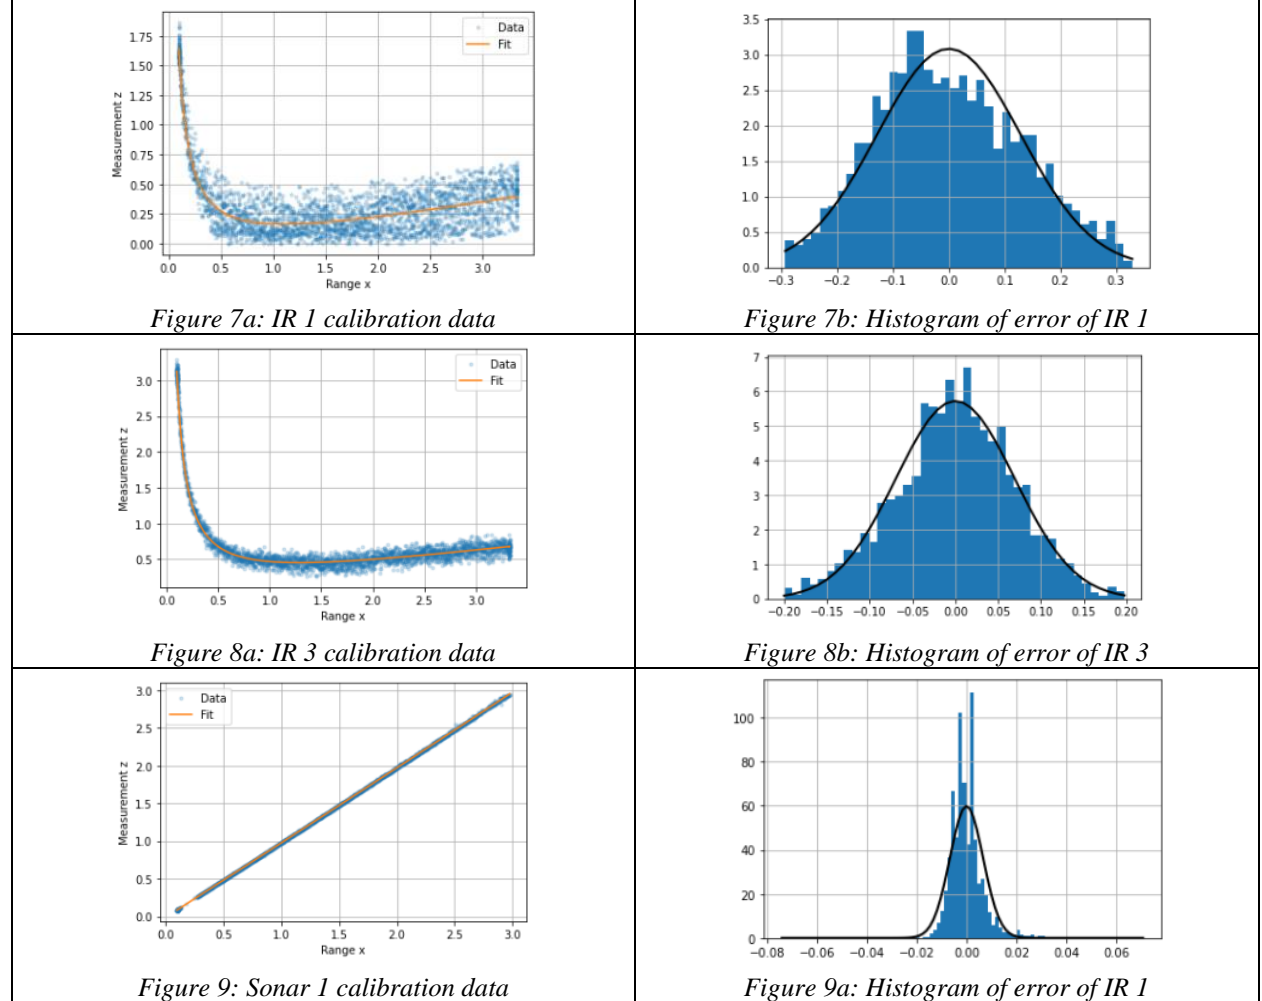 Data
Fit
Measurement z
1.75
1.50
1.25
1.00
0.75
0.50
0.25
0.00
0.0 0.5 1.0 1.5 2.0 2.5 3.0
Range x
Figure 7a: IR 1 calibration data
3.5
3.0
2.5
2.0
1.5
1.0
0.5
0.0
−0.3 −0.2 −0.1 0.0 0.1 0.2 0.3
Figure 7b: Histogram of error of IR 1
Data
Fit
Measurement z
3.0
2.5
2.0
1.5
1.0
0.5
0.0 0.5 1.0 1.5 2.0 2.5 3.0
Range x
Figure 8a: IR 3 calibration data
7
6
5
4
3
2
1
0
−0.20 −0.15 −0.10 −0.05 0.00 0.05 0.10 0.15 0.20
Figure 8b: Histogram of error of IR 3
Data
Fit
Measurement z
3.0
2.5
2.0
1.5
1.0
0.5
0.0
0.0 0.5 1.0 1.5 2.0 2.5 3.0
Range x
Figure 9: Sonar 1 calibration data
100
80
60
40
20
0
−0.08 −0.06 −0.04 −0.02 0.00 0.02 0.04 0.06
Figure 9a: Histogram of error of IR 1